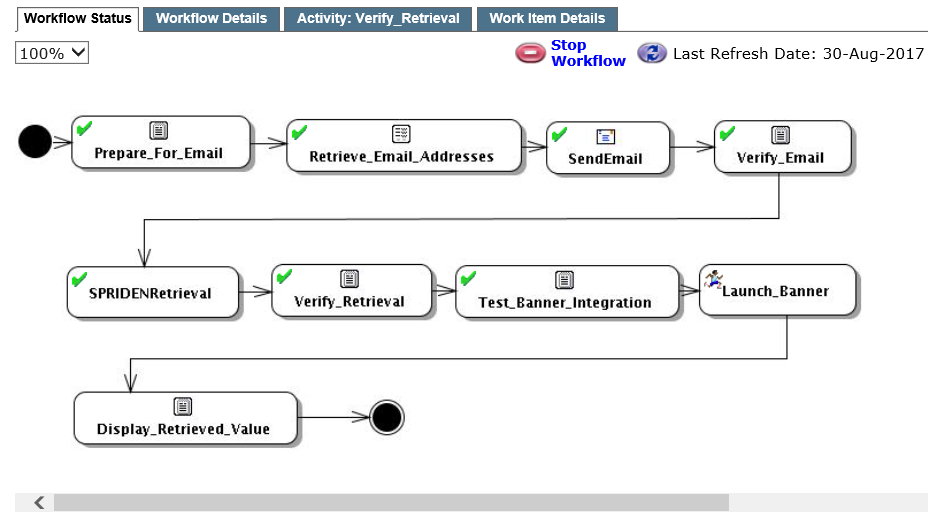 Workflow Status
Workflow Details
Activity: Verify_Retrieval
Work Item Details
100%
Stop
Workflow
Last Refresh Date: 30-Aug-2017
Prepare_For_Email
Retrieve_Email_Addresses
SendEmail
Verify_Email
SPRIDENRetrieval
Verify_Retrieval
Test_Banner_Integration
Launch_Banner
Display_Retrieved_Value